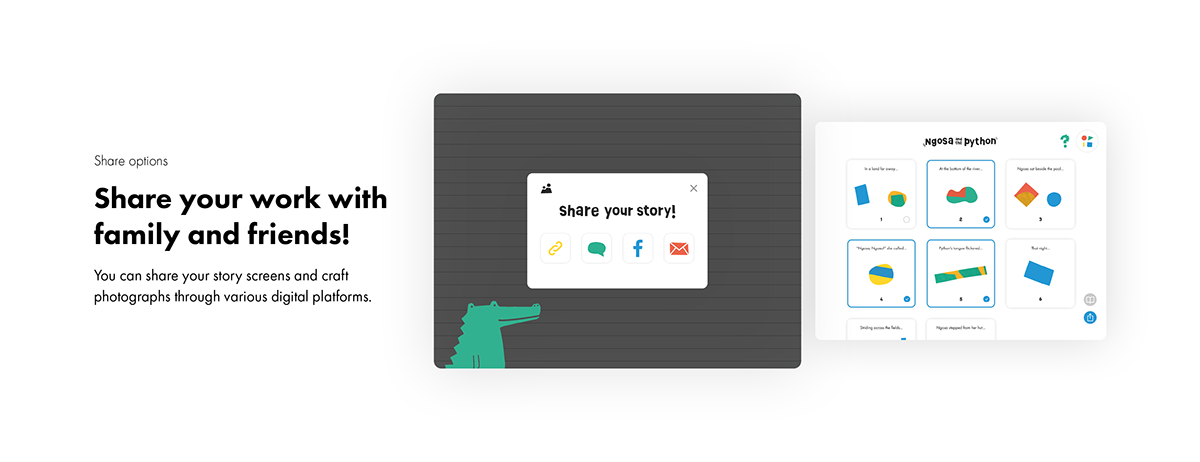 Share options
Share your work with
family and friends!
You can share your story screens and craft
photographs through various digital platforms.
Share your story!
Ngosa and the python
?
In a land far away...
At the bottom of the river...
Ngosa sat beside the pool...
1
2
3
"Ngosa! Ngosa!" she called...
Python's tongue flickered...
That night...
4
5
6
Striding across the fields...
Ngosa stepped from her hut...